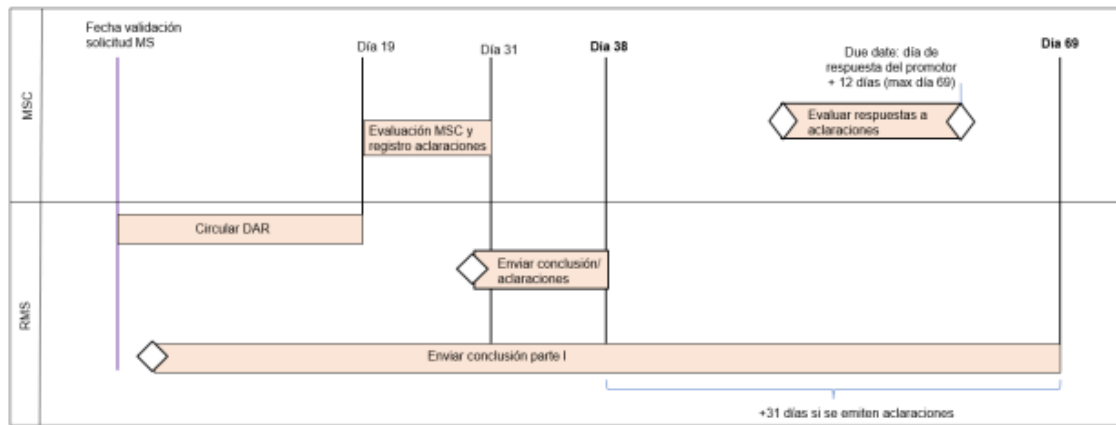 Fecha validación
solicitud MS
Día 19
Día 31
Día 38
Día 69
Due date: día de
respuesta del promotor
+ 12 días (max día 69)
MSC
Evaluación MSC y
registro aclaraciones
Evaluar respuestas a
aclaraciones
RMS
Circular DAR
Enviar conclusión/
aclaraciones
Enviar conclusión parte I
+31 días si se emiten aclaraciones